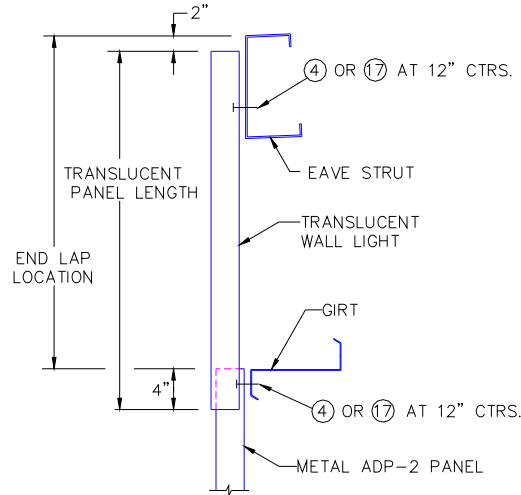 2"
④ OR ⑰ AT 12" CTRS.
EAVE STRUT
TRANSLUCENT
PANEL LENGTH
TRANSLUCENT
WALL LIGHT
END LAP
LOCATION
GIRT
4"
④ OR ⑰ AT 12" CTRS.
METAL ADP-2 PANEL